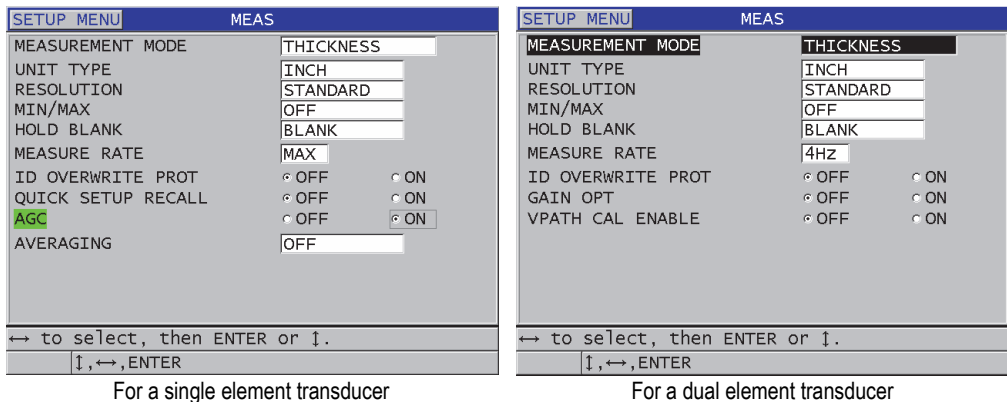 SETUP MENU MEAS
MEASUREMENT MODE THICKNESS
UNIT TYPE INCH
RESOLUTION STANDARD
MIN/MAX OFF
HOLD BLANK BLANK
MEASURE RATE MAX
ID OVERWRITE PROT OFF ON
QUICK SETUP RECALL OFF ON
AGC OFF ON
AVERAGING OFF
↔ to select, then ENTER or ↕.
↕,↔,ENTER
For a single element transducer
SETUP MENU MEAS
MEASUREMENT MODE THICKNESS
UNIT TYPE INCH
RESOLUTION STANDARD
MIN/MAX OFF
HOLD BLANK BLANK
MEASURE RATE 4Hz
ID OVERWRITE PROT OFF ON
GAIN OPT OFF ON
VPATH CAL ENABLE OFF ON
↔ to select, then ENTER or ↕.
↕,↔,ENTER
For a dual element transducer